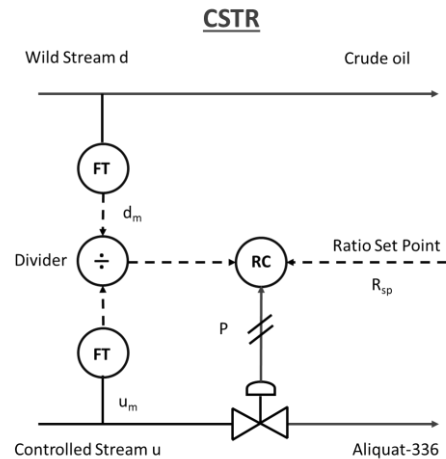 CSTR
Wild Stream d
Crude oil
FT
d_m
Divider
÷
RC
Ratio Set Point
R_sp
P
FT
u_m
Controlled Stream u
Aliquat-336